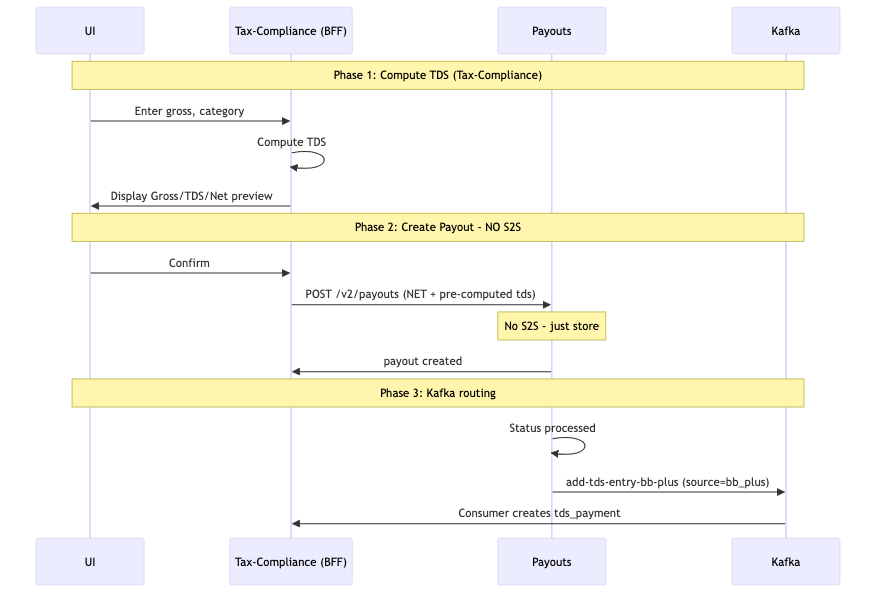 UI
Tax-Compliance (BFF)
Payouts
Kafka
Phase 1: Compute TDS (Tax-Compliance)
Enter gross, category
Compute TDS
Display Gross/TDS/Net preview
Phase 2: Create Payout - NO S2S
Confirm
POST /v2/payouts (NET + pre-computed tds)
No S2S - just store
payout created
Phase 3: Kafka routing
Status processed
add-tds-entry-bb-plus (source=bb_plus)
Consumer creates tds_payment
UI
Tax-Compliance (BFF)
Payouts
Kafka